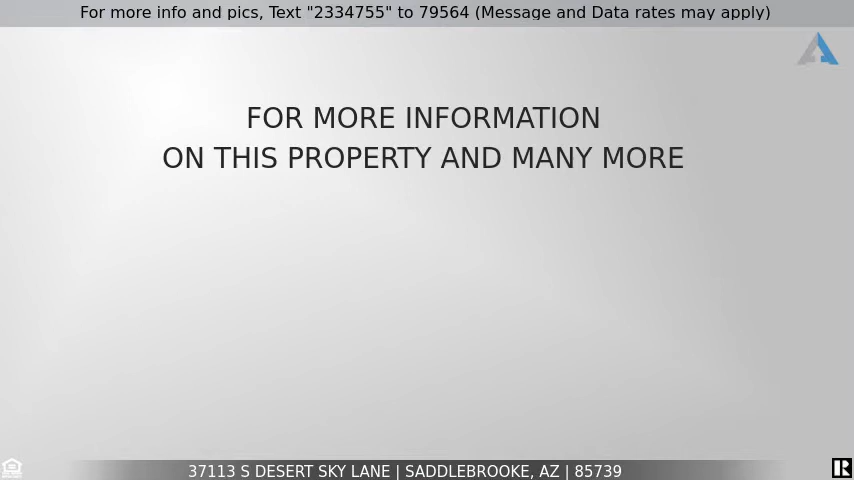 For more info and pics, Text "2334755" to 79564 (Message and Data rates may apply)
FOR MORE INFORMATION
ON THIS PROPERTY AND MANY MORE
37113 S DESERT SKY LANE | SADDLEBROOKE, AZ | 85739